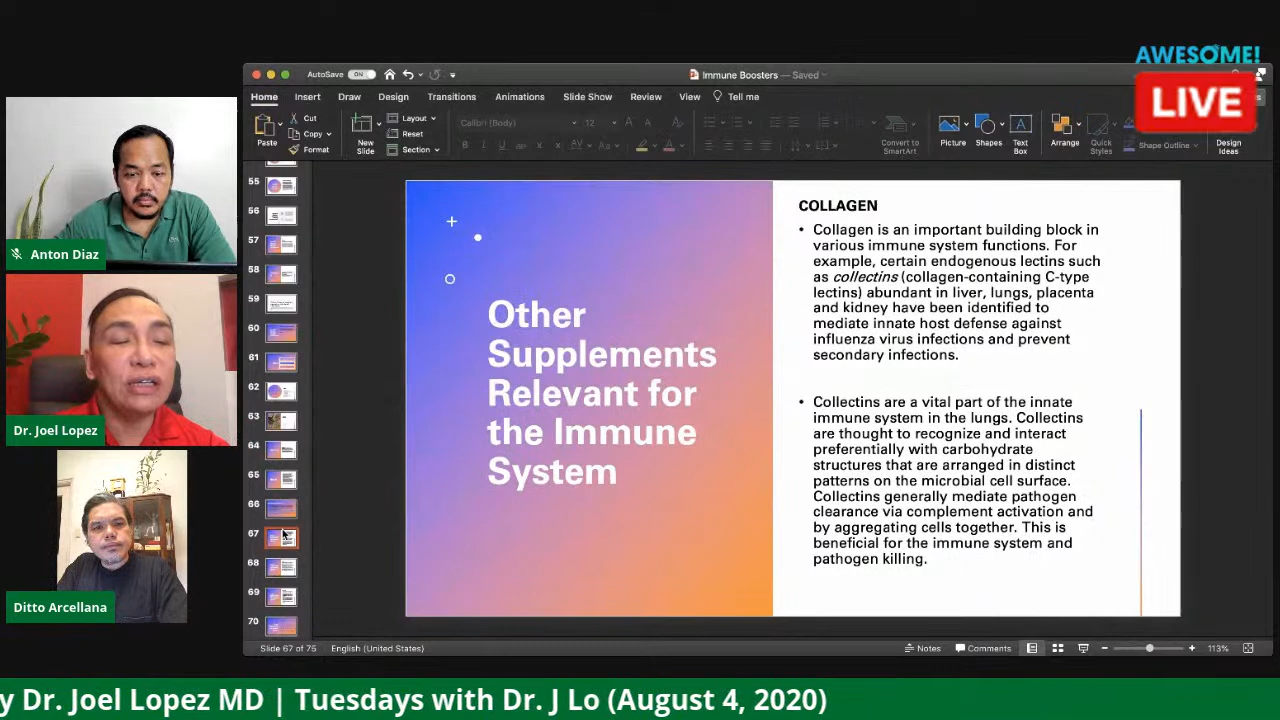 AWESOME!
LIVE
AutoSave ON
Immune Boosters — Saved
Home Insert Draw Design Transitions Animations Slide Show Review View Tell me
Paste
Cut
Copy
Format
New
Slide
Layout
Reset
Section
Calibri (Body) 12
Convert to
SmartArt
Picture
Shapes
Text
Box
Arrange
Quick
Styles
Shape Outline
Design
Ideas
Anton Diaz
Dr. Joel Lopez
Ditto Arcellana
55
56
57
58
59
60
61
62
63
64
65
66
67
68
69
70
Other
Supplements
Relevant for
the Immune
System
COLLAGEN
• Collagen is an important building block in
various immune system functions. For
example, certain endogenous lectins such
as collectins (collagen-containing C-type
lectins) abundant in liver, lungs, placenta
and kidney have been identified to
mediate innate host defense against
influenza virus infections and prevent
secondary infections.
• Collectins are a vital part of the innate
immune system in the lungs. Collectins
are thought to recognize and interact
preferentially with carbohydrate
structures that are arranged in distinct
patterns on the microbial cell surface.
Collectins generally mediate pathogen
clearance via complement activation and
by aggregating cells together. This is
beneficial for the immune system and
pathogen killing.
Slide 67 of 75 English (United States) Notes Comments 113%
y Dr. Joel Lopez MD | Tuesdays with Dr. J Lo (August 4, 2020)